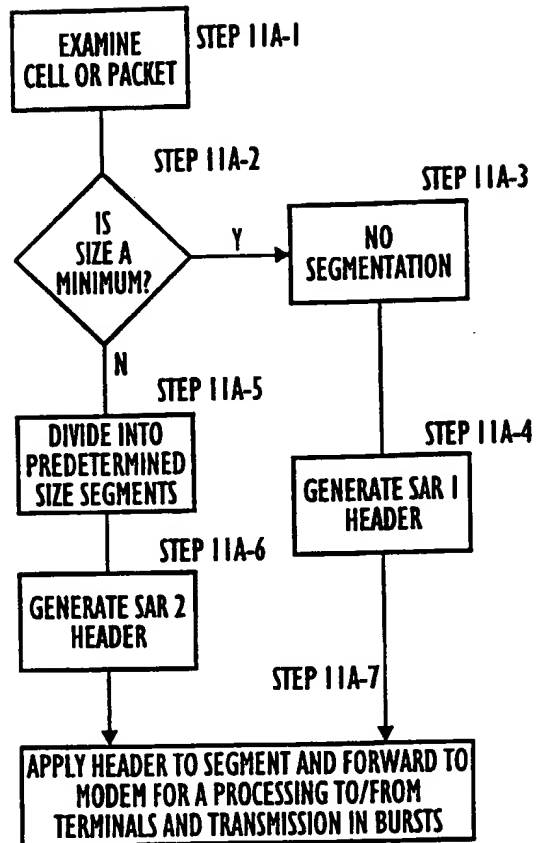 EXAMINE
CELL OR PACKET
STEP 11A-1
STEP 11A-2
IS
SIZE A
MINIMUM?
Y
STEP 11A-3
NO
SEGMENTATION
N
STEP 11A-5
DIVIDE INTO
PREDETERMINED
SIZE SEGMENTS
STEP 11A-4
GENERATE SAR 1
HEADER
STEP 11A-6
GENERATE SAR 2
HEADER
STEP 11A-7
APPLY HEADER TO SEGMENT AND FORWARD TO
MODEM FOR A PROCESSING TO/FROM
TERMINALS AND TRANSMISSION IN BURSTS